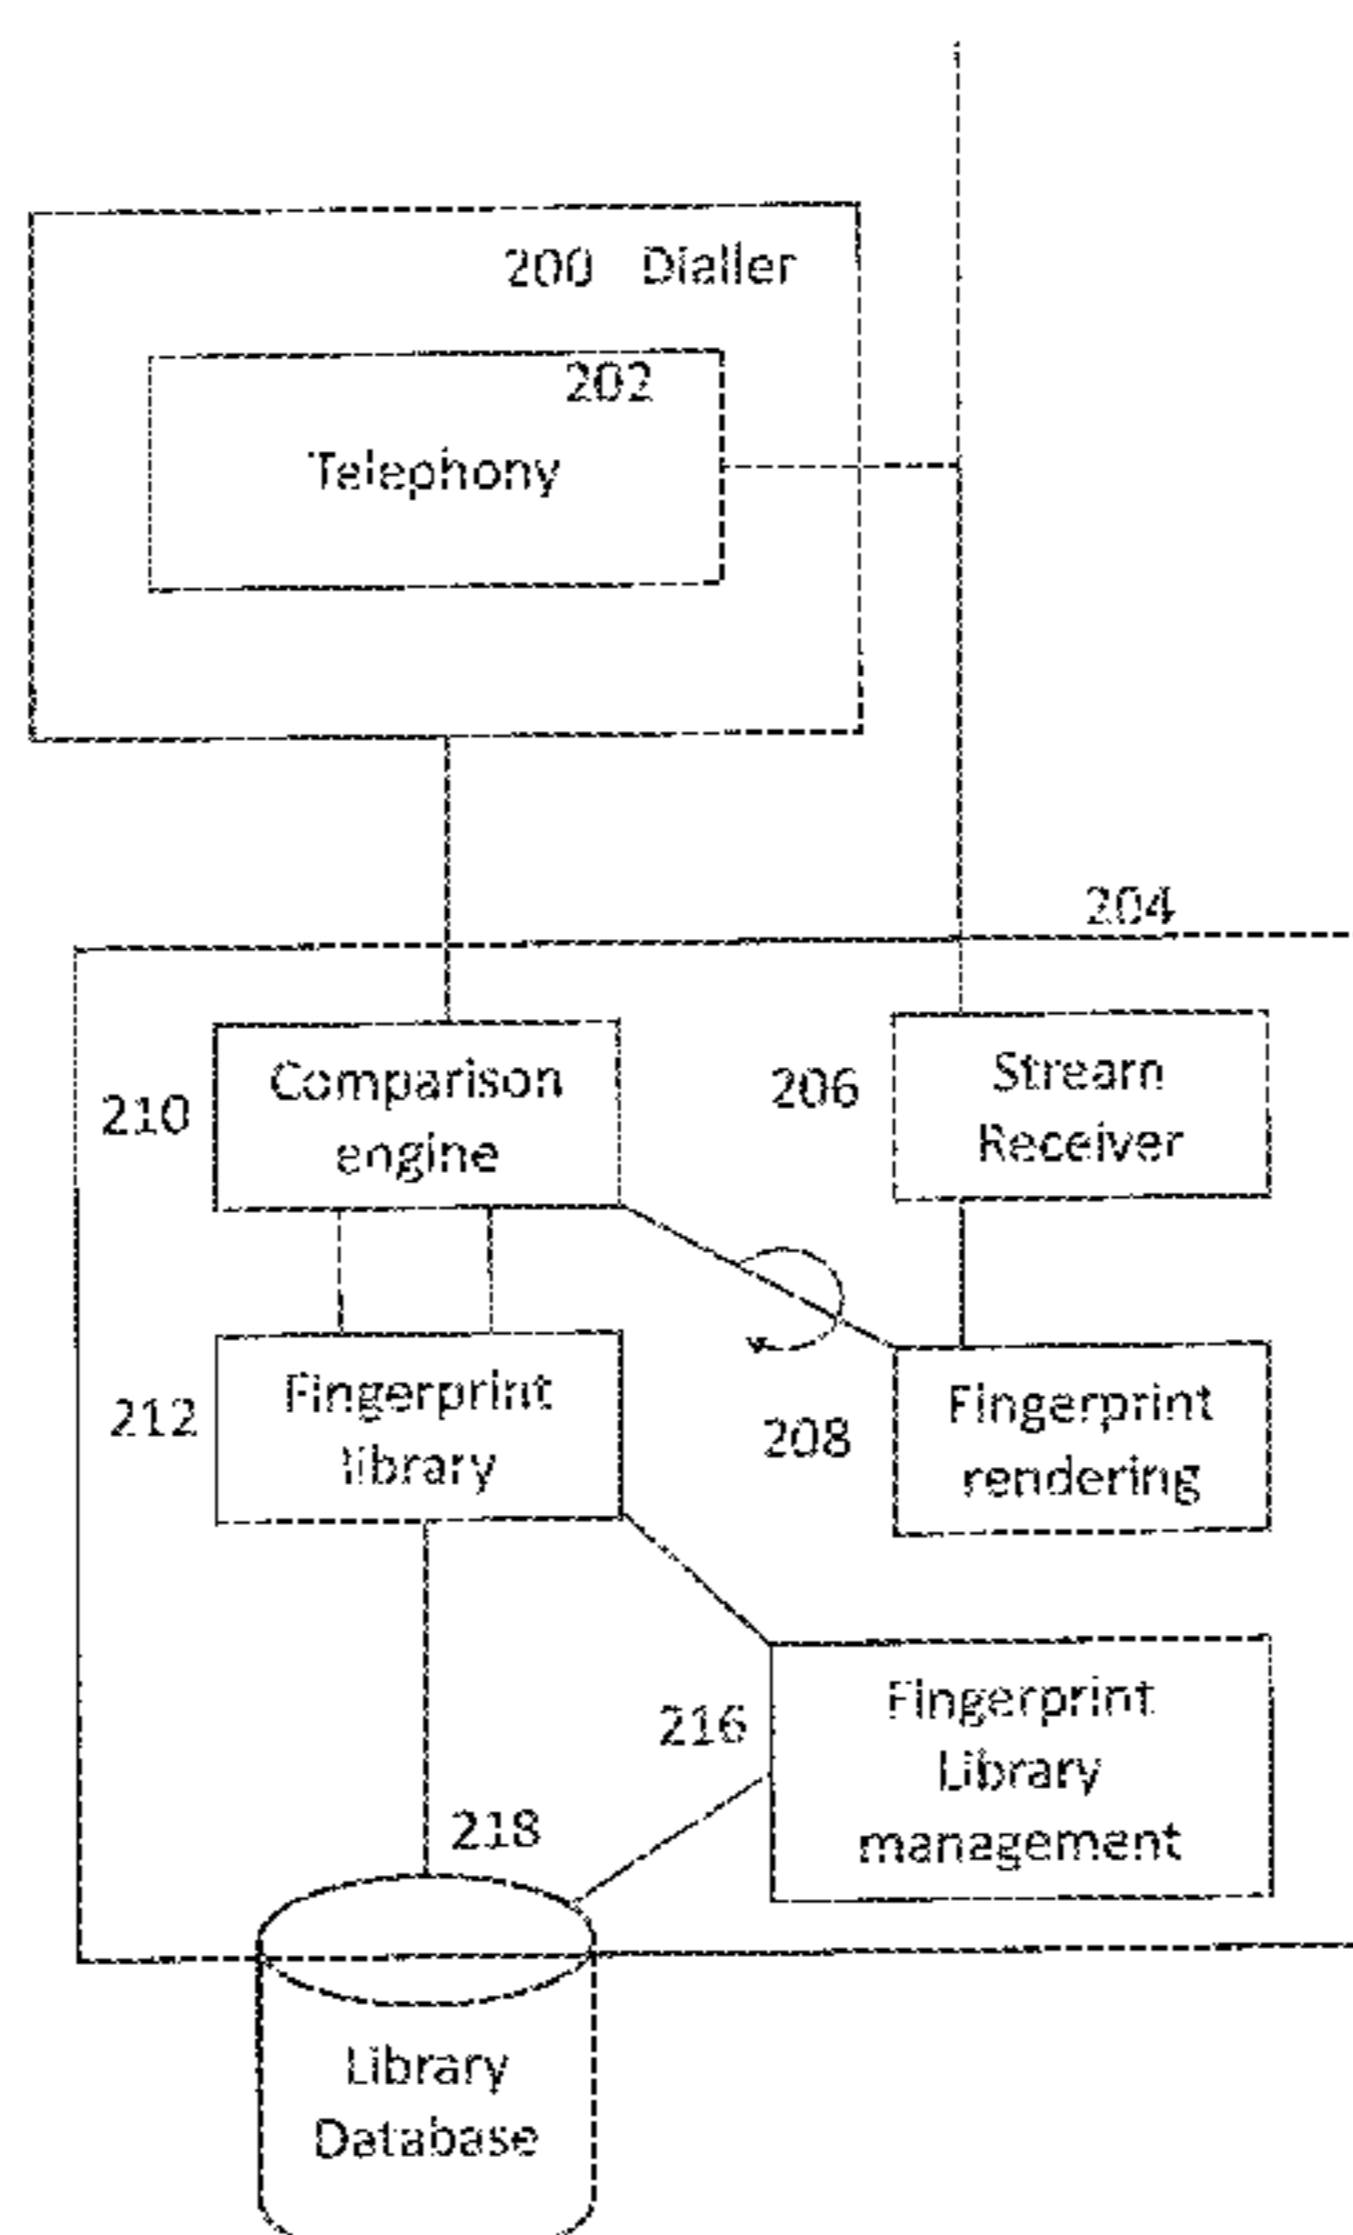 200 Dialler
202
Telephony
204
Comparison
engine
210
206
Stream
Receiver
Fingerprint
library
212
208
Fingerprint
rendering
216
Fingerprint
Library
management
218
Library
Database